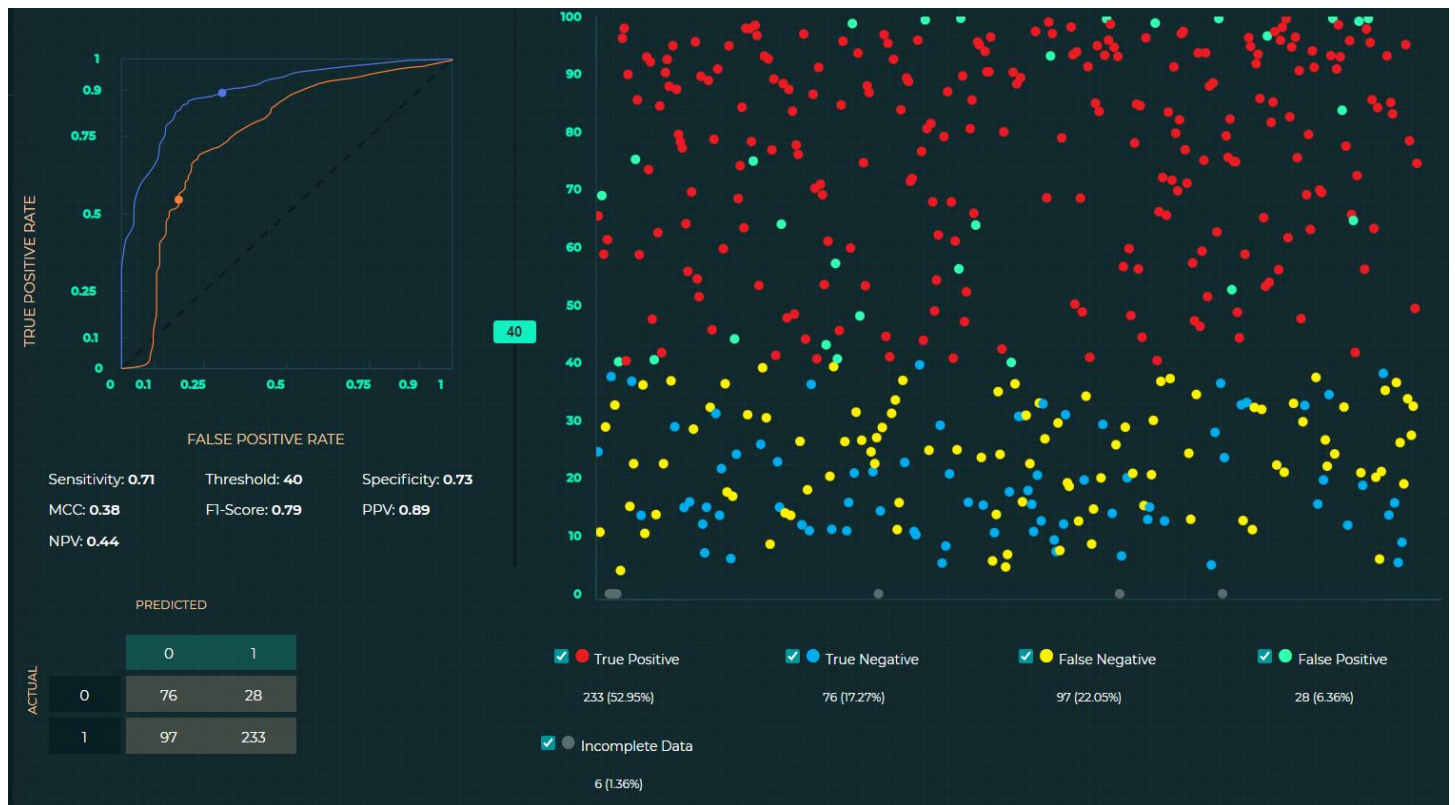 TRUE POSITIVE RATE
1
0.9
0.75
0.5
0.25
0.1
0
0 0.1 0.25 0.5 0.75 0.9 1
FALSE POSITIVE RATE
Sensitivity: 0.71 Threshold: 40 Specificity: 0.73
MCC: 0.38 F1-Score: 0.79 PPV: 0.89
NPV: 0.44
PREDICTED
ACTUAL
0 1
0 76 28
1 97 233
40
100
90
80
70
60
50
40
30
20
10
0
True Positive True Negative False Negative False Positive
233 (52.95%) 76 (17.27%) 97 (22.05%) 28 (6.36%)
Incomplete Data
6 (1.36%)